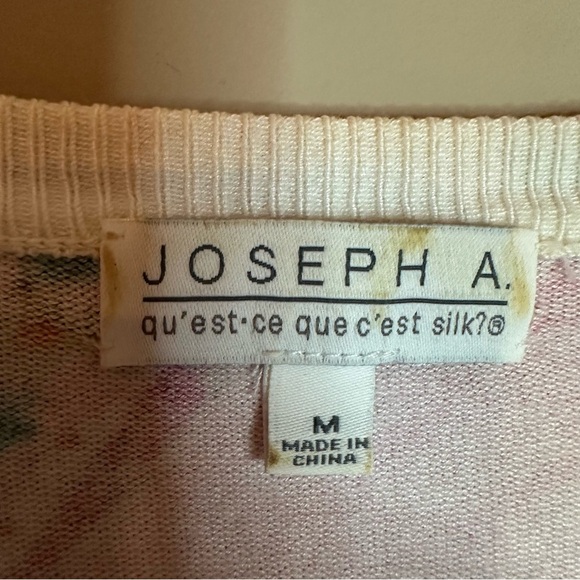 JOSEPH A.
qu'est-ce que c'est silk?®
M
MADE IN
CHINA